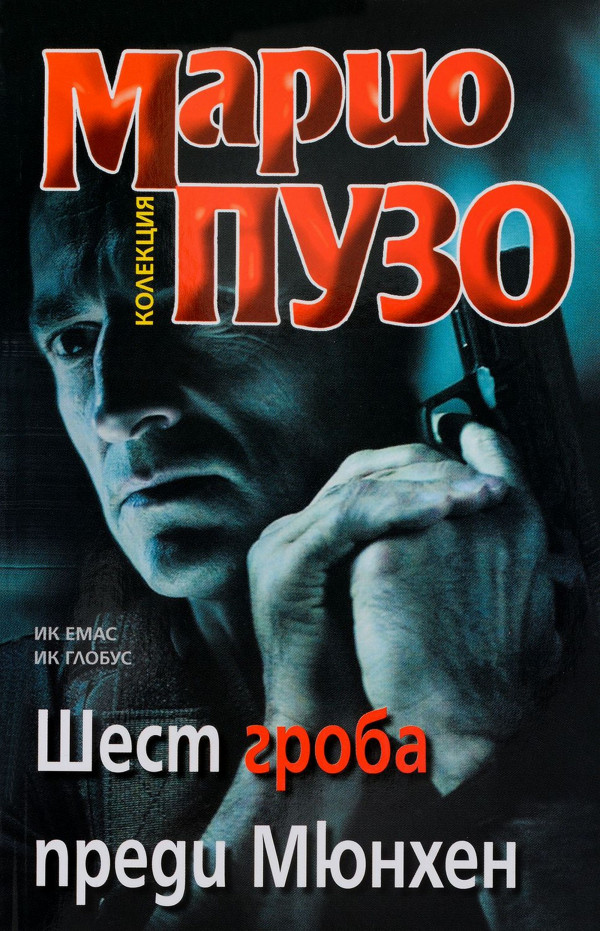 Марио
ПУЗО
КОЛЕКЦИЯ
ИК ЕМАС
ИК ГЛОБУС
Шест гроба
преди Мюнхен